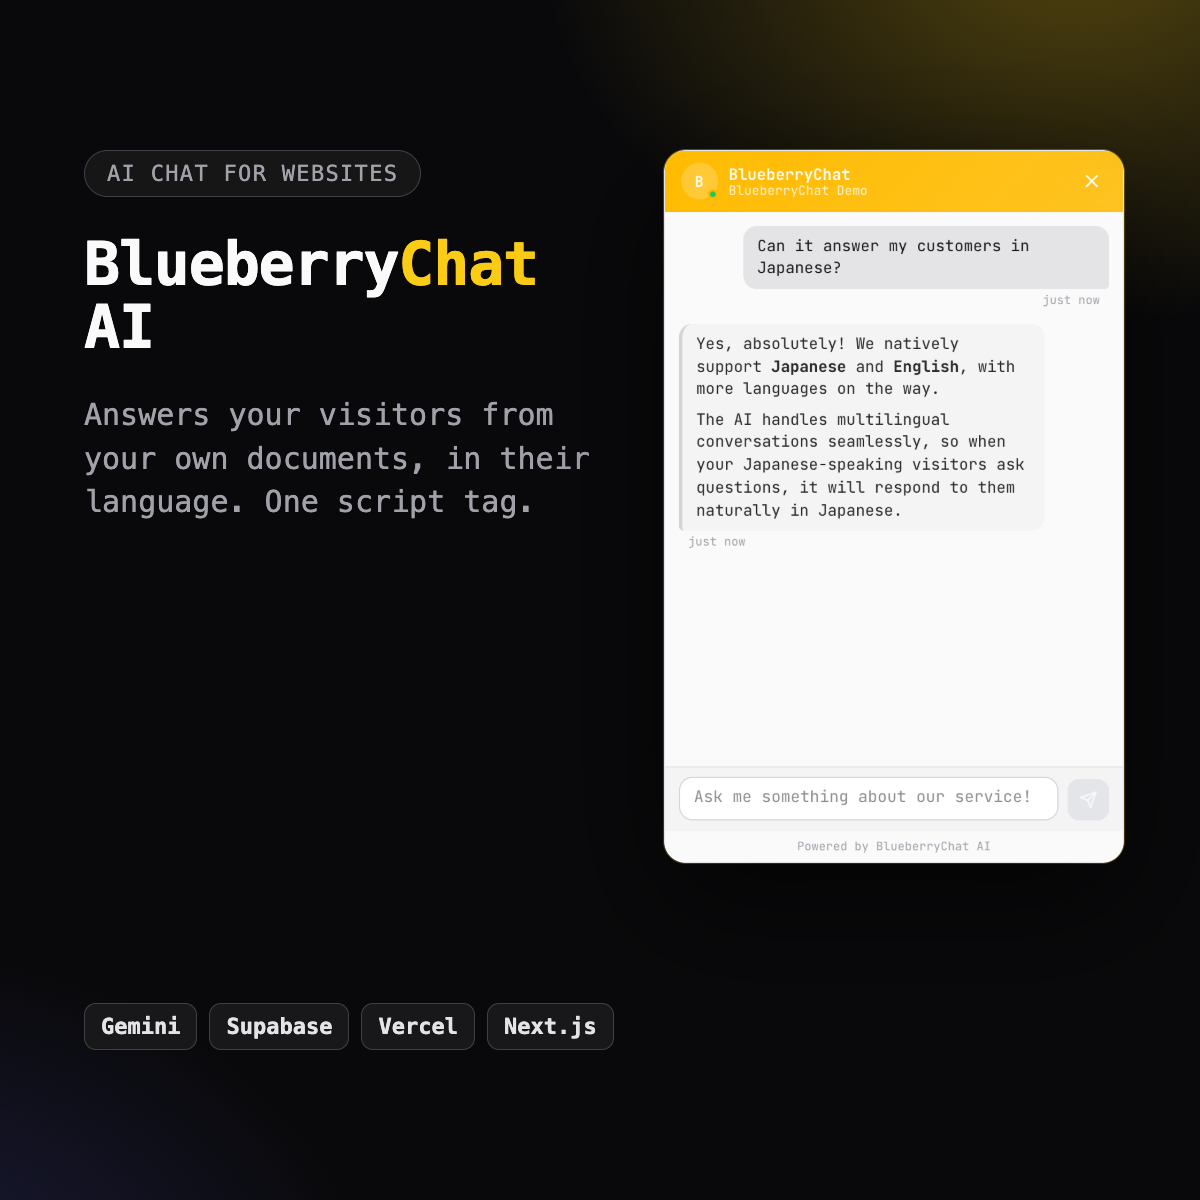 AI CHAT FOR WEBSITES
BlueberryChat
AI
Answers your visitors from
your own documents, in their
language. One script tag.
B
BlueberryChat
BlueberryChat Demo
Can it answer my customers in
Japanese?
just now
Yes, absolutely! We natively
support Japanese and English, with
more languages on the way.
The AI handles multilingual
conversations seamlessly, so when
your Japanese-speaking visitors ask
questions, it will respond to them
naturally in Japanese.
just now
Ask me something about our service!
Powered by BlueberryChat AI
Gemini
Supabase
Vercel
Next.js